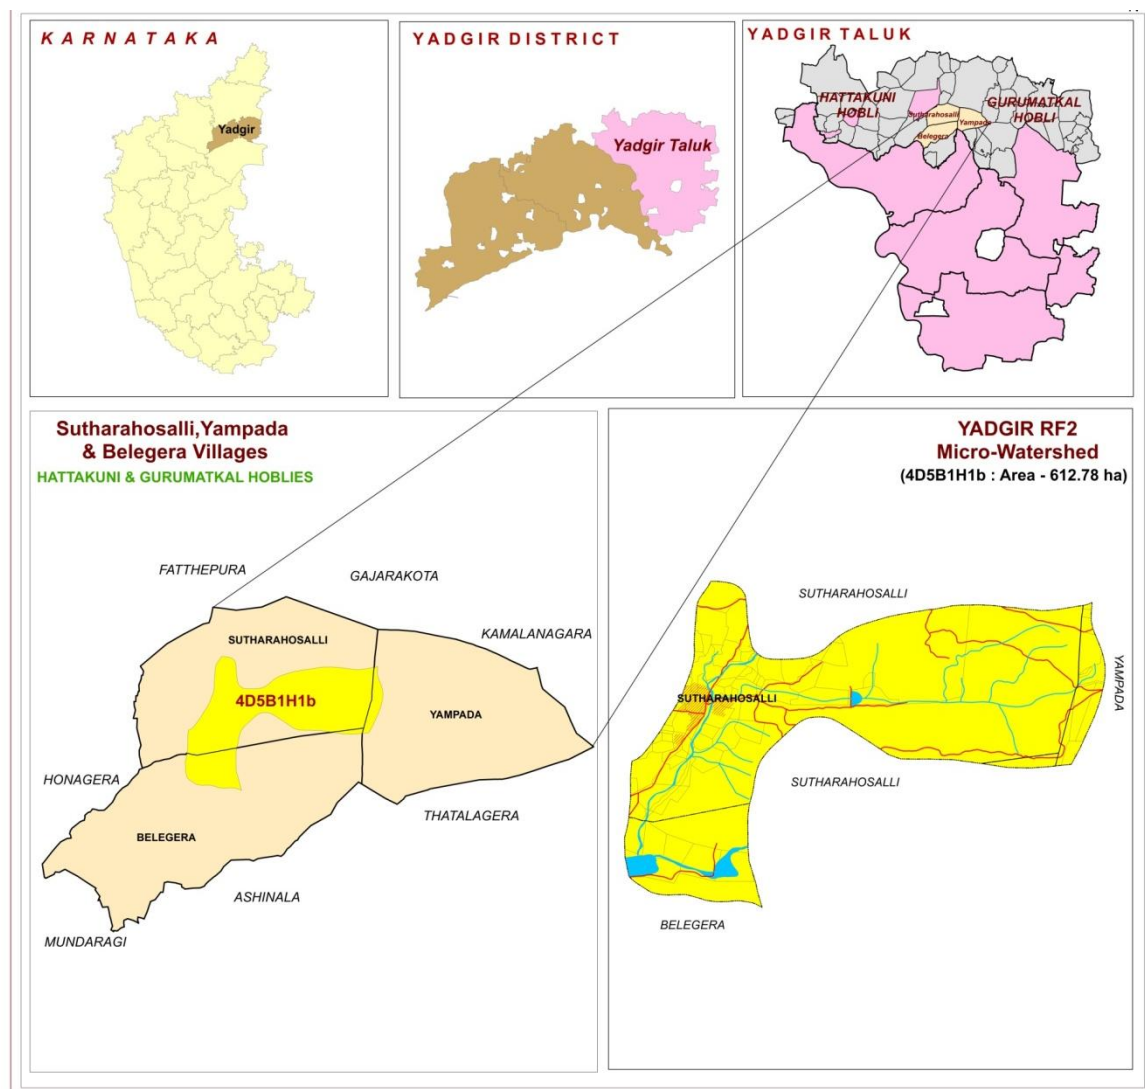 KARNATAKA
Yadgir
YADGIR DISTRICT
Yadgir Taluk
YADGIR TALUK
HATTAKUNI
HOBLI
GURUMATKAL
HOBLI
Sutharahosalli
Yampada
Belegera
Sutharahosalli,Yampada
& Belegera Villages
HATTAKUNI & GURUMATKAL HOBLIES
FATTHEPURA
GAJARAKOTA
KAMALANAGARA
SUTHARAHOSALLI
4D5B1H1b
YAMPADA
HONAGERA
THATALAGERA
BELEGERA
ASHINALA
MUNDARAGI
YADGIR RF2
Micro-Watershed
(4D5B1H1b : Area - 612.78 ha)
SUTHARAHOSALLI
YAMPADA
SUTHARAHOSALLI
SUTHARAHOSALLI
BELEGERA